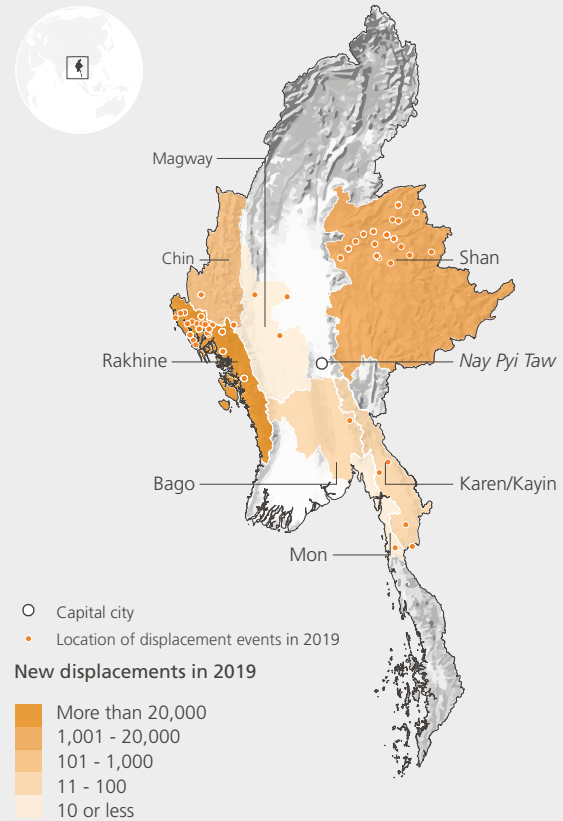 Magway
Chin
Shan
Rakhine
Nay Pyi Taw
Bago
Karen/Kayin
Mon
Capital city
Location of displacement events in 2019
New displacements in 2019
More than 20,000
1,001 - 20,000
101 - 1,000
11 - 100
10 or less